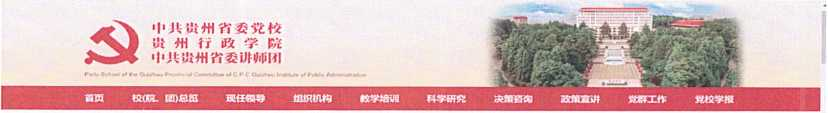 中共贵州省委党校
贵州行政学院
中共贵州省委讲师团
Party School of the Guizhou Provincial Committee of C.P.C Guizhou Institute of Public Administration
首页 校(院、团)总览 现任领导 组织机构 教学培训 科学研究 决策咨询 政策宣讲 党群工作 党校学报